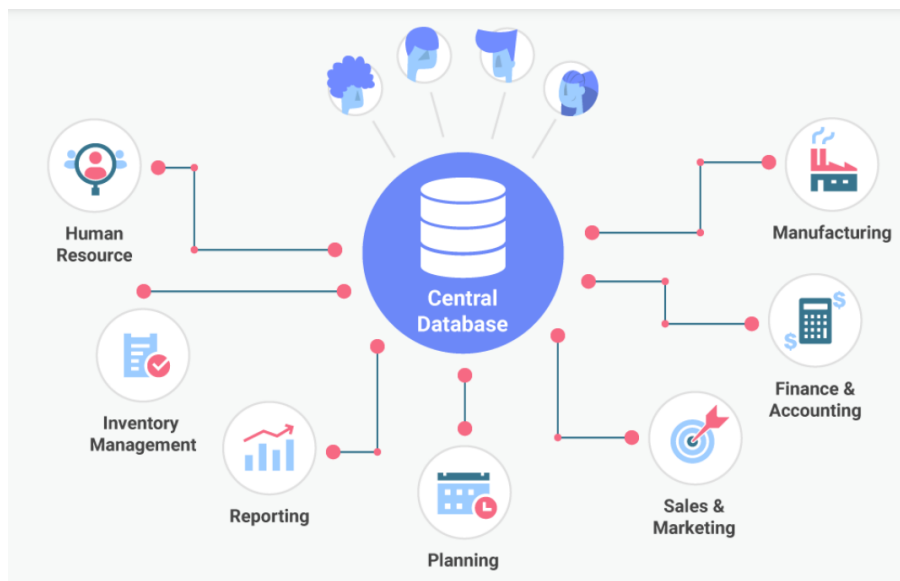 Human
Resource
Manufacturing
Central
Database
Finance &
Accounting
Inventory
Management
Reporting
Sales &
Marketing
Planning
$
$